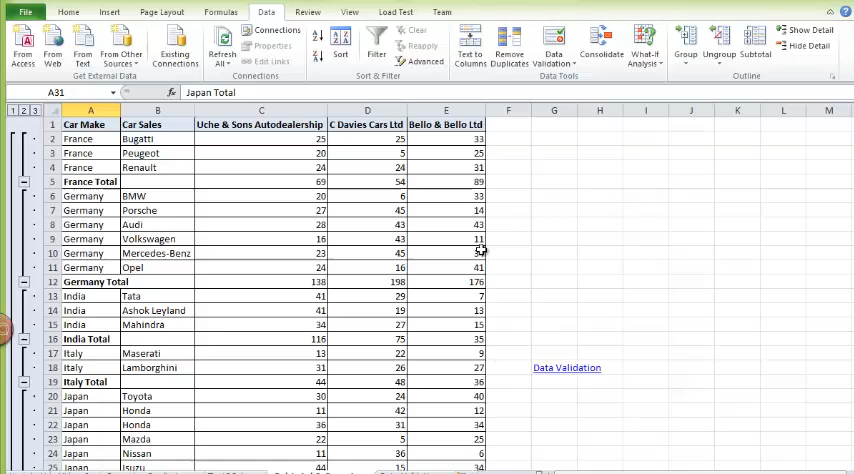 File Home Insert Page Layout Formulas Data Review View Load Test Team
From Access From Web From Text From Other Sources Existing Connections Refresh All Connections Properties Edit Links Sort Filter Clear Reapply Advanced Text to Columns Remove Duplicates Data Validation Consolidate What-If Analysis Group Ungroup Subtotal Show Detail Hide Detail
Get External Data Connections Sort & Filter Data Tools Outline
A31 fx Japan Total
1 2 3 A B C D E F G H I J K L M
1 Car Make Car Sales Uche & Sons Autodealership C Davies Cars Ltd Bello & Bello Ltd
2 France Bugatti 25 25 33
3 France Peugeot 20 5 25
4 France Renault 24 24 31
5 France Total 69 54 89
6 Germany BMW 20 6 33
7 Germany Porsche 27 45 14
8 Germany Audi 28 43 43
9 Germany Volkswagen 16 43 11
10 Germany Mercedes-Benz 23 45
11 Germany Opel 24 16 41
12 Germany Total 138 198 176
13 India Tata 41 29 7
14 India Ashok Leyland 41 19 13
15 India Mahindra 34 27 15
16 India Total 116 75 35
17 Italy Maserati 13 22 9
18 Italy Lamborghini 31 26 27 Data Validation
19 Italy Total 44 48 36
20 Japan Toyota 30 24 40
21 Japan Honda 11 42 12
22 Japan Honda 36 31 34
23 Japan Mazda 22 5 25
24 Japan Nissan 11 36 6
25 Japan Isuzu 44 15 34